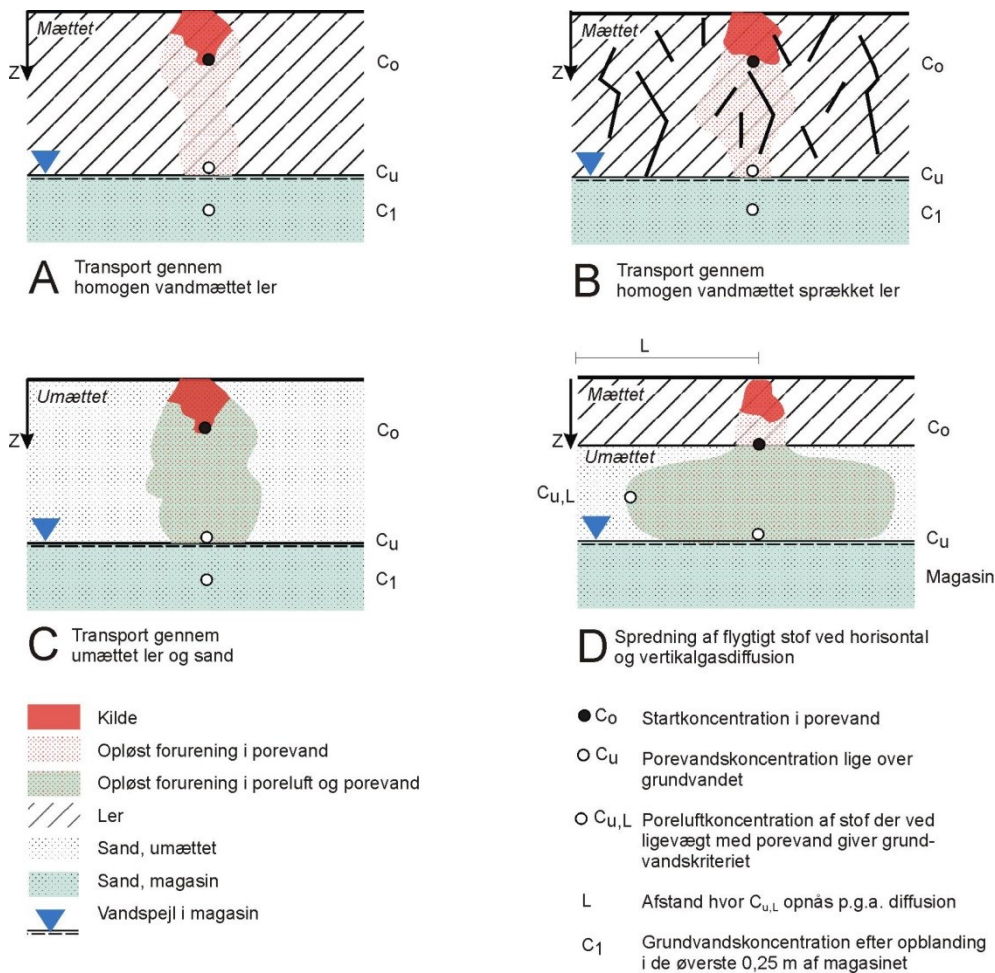 Mættet
Z
Co
Cu
C1
A Transport gennem
homogen vandmættet ler
Mættet
Z
Co
Cu
C1
B Transport gennem
homogen vandmættet sprækket ler
Umættet
Z
Co
Cu
C1
C Transport gennem
umættet ler og sand
L
Mættet
Z
Co
Umættet
Cu,L
Cu
Magasin
D Spredning af flygtigt stof ved horisontal
og vertikalgasdiffusion
Kilde
Opløst forurening i porevand
Opløst forurening i poreluft og porevand
Ler
Sand, umættet
Sand, magasin
Vandspejl i magasin
Co Startkoncentration i porevand
Cu Porevandskoncentration lige over
grundvandet
Cu,L Poreluftkoncentration af stof der ved
ligevægt med porevand giver grund-
vandskriteriet
L Afstand hvor Cu,L opnås p.g.a. diffusion
C1 Grundvandskoncentration efter opblanding
i de øverste 0,25 m af magasinet